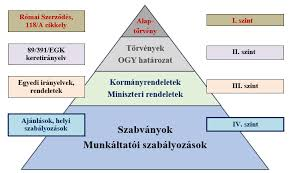 Római Szerződés,
118/A cikkely
Alap-
törvény
I. szint
89/391/EGK
keretirányelv
Törvények
OGY határozat
II. szint
Egyedi irányelvek,
rendeletek
Kormányrendeletek
Miniszteri rendeletek
III. szint
Ajánlások, helyi
szabályozások
Szabványok
Munkáltatói szabályozások
IV. szint